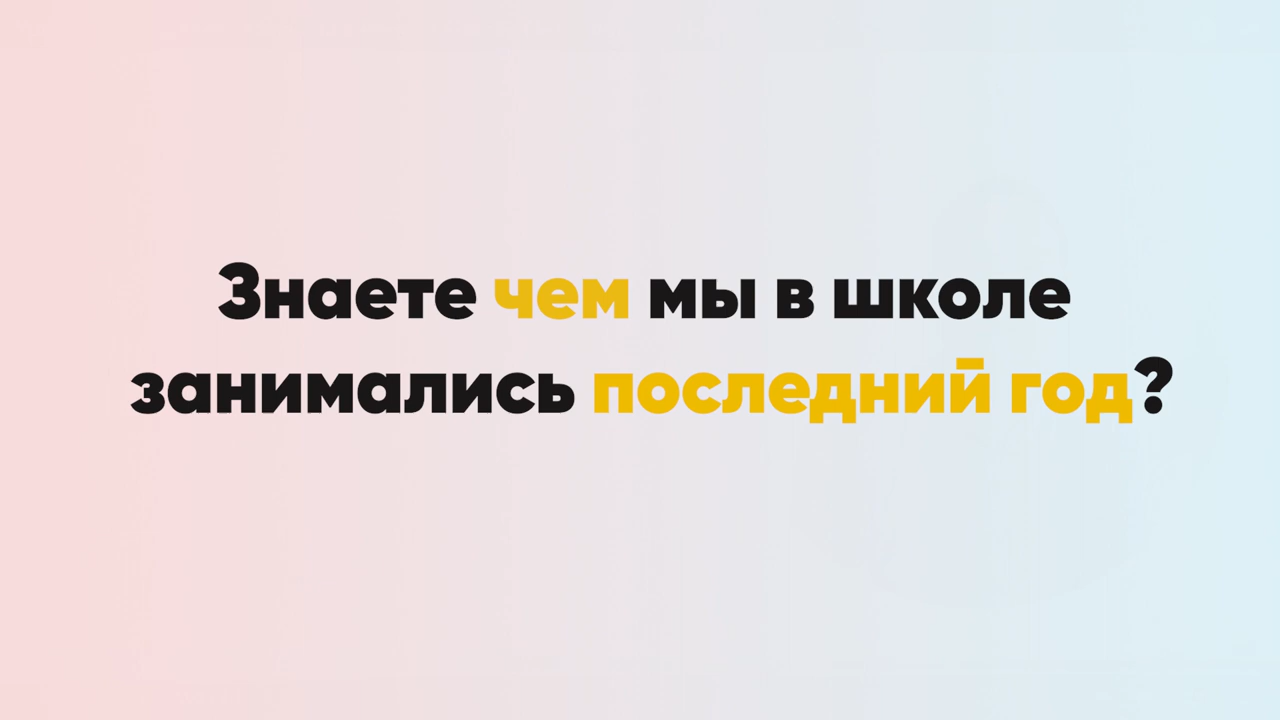 Знаете чем мы в школе
занимались последний год?